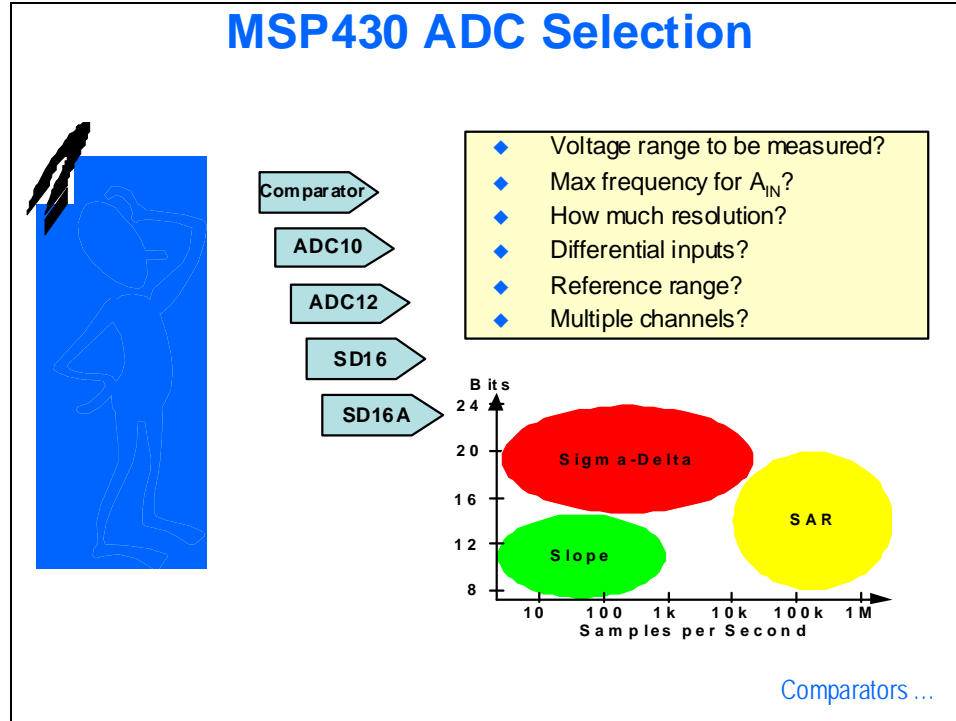 MSP430 ADC Selection
Comparator
ADC10
ADC12
SD16
SD16A
◆ Voltage range to be measured?
◆ Max frequency for AIN?
◆ How much resolution?
◆ Differential inputs?
◆ Reference range?
◆ Multiple channels?
Bits
24
20
16
12
8
Sigma-Delta
SAR
Slope
10 100 1k 10k 100k 1M
Samples per Second
Comparators ...